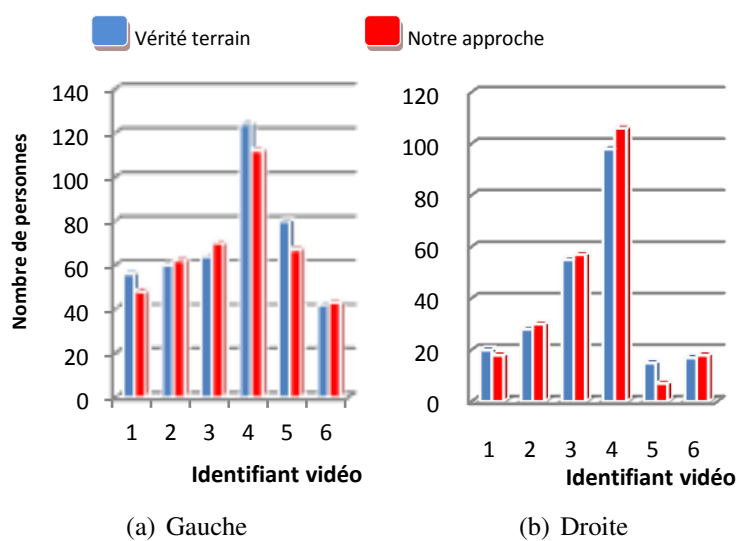 Vérité terrain
Notre approche
Nombre de personnes
140
120
100
80
60
40
20
0
1 2 3 4 5 6
Identifiant vidéo
(a) Gauche
120
100
80
60
40
20
0
1 2 3 4 5 6
Identifiant vidéo
(b) Droite